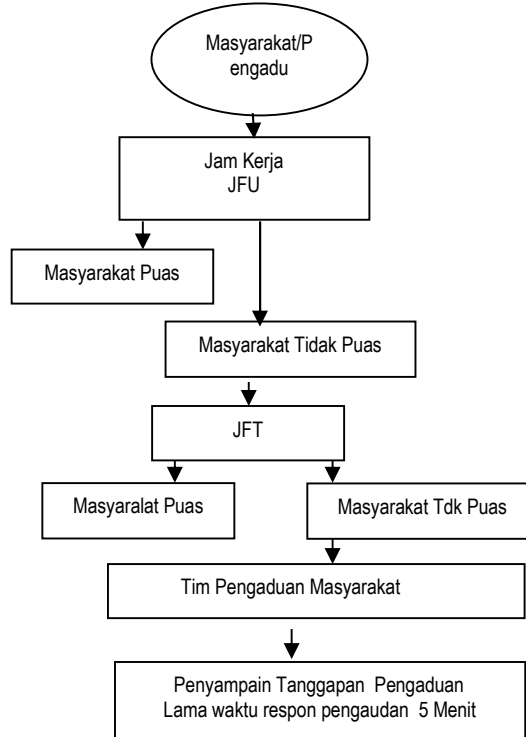 Masyarakat/P
engadu
Jam Kerja
JFU
Masyarakat Puas
Masyarakat Tidak Puas
JFT
Masyaralat Puas
Masyarakat Tdk Puas
Tim Pengaduan Masyarakat
Penyampain Tanggapan Pengaduan
Lama waktu respon pengaudan 5 Menit